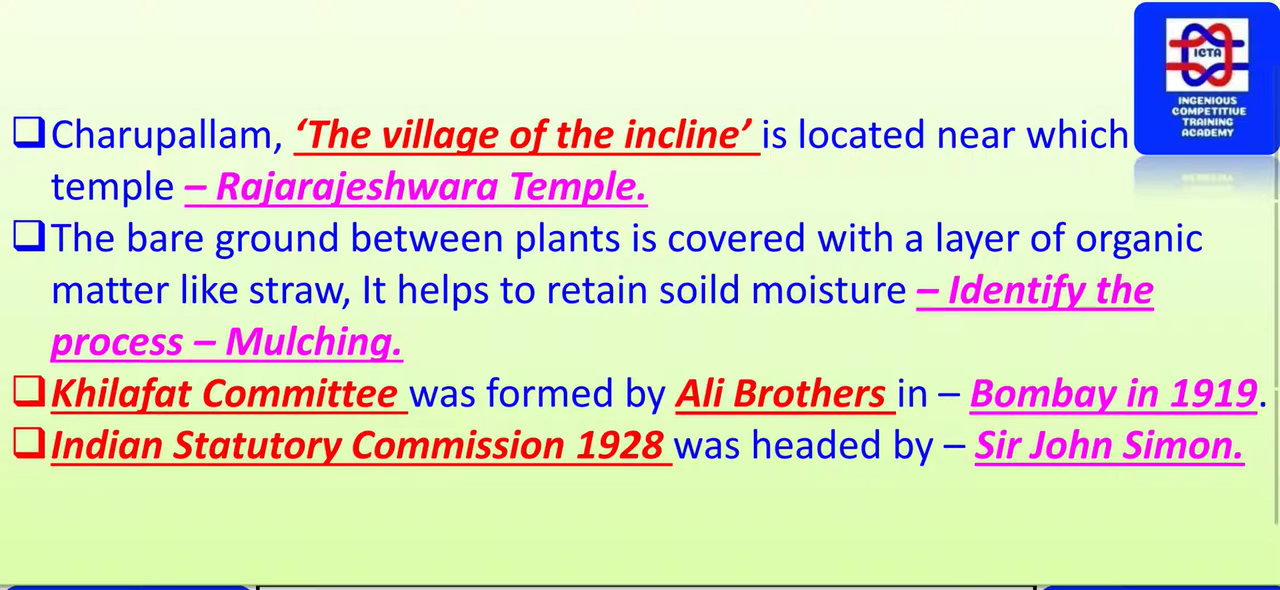 ICTA
INGENIOUS
COMPETITIVE
TRAINING
ACADEMY
Charupallam, ‘The village of the incline’ is located near which
temple – Rajarajeshwara Temple.
The bare ground between plants is covered with a layer of organic
matter like straw, It helps to retain soild moisture – Identify the
process – Mulching.
Khilafat Committee was formed by Ali Brothers in – Bombay in 1919.
Indian Statutory Commission 1928 was headed by – Sir John Simon.